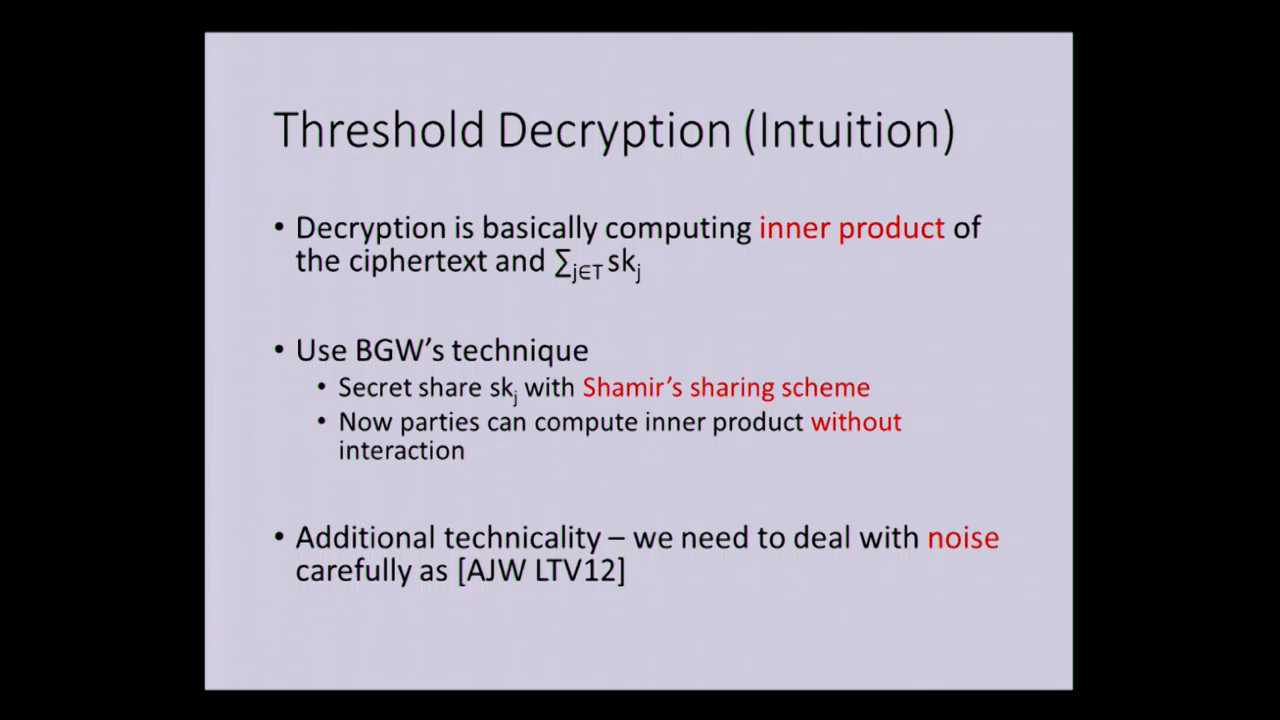 Threshold Decryption (Intuition)
• Decryption is basically computing inner product of
the ciphertext and ∑j∈T skj
• Use BGW’s technique
• Secret share skj with Shamir’s sharing scheme
• Now parties can compute inner product without
interaction
• Additional technicality – we need to deal with noise
carefully as [AJW LTV12]